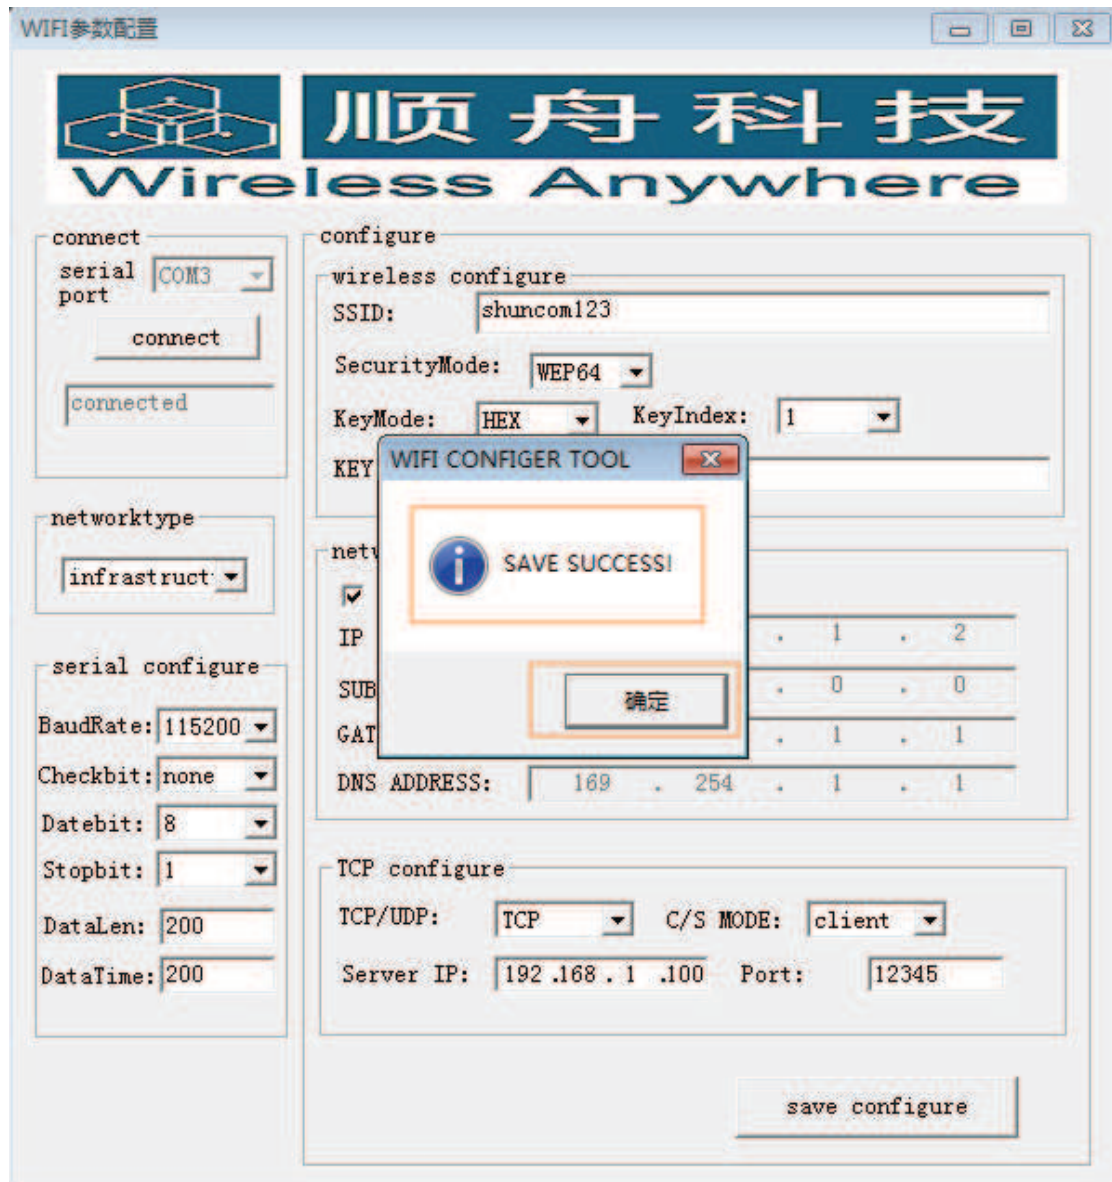 WIFI参数配置
顺舟科技
Wireless Anywhere
connect
serial port
COM3
connect
connected
networktype
infrastruct
serial configure
BaudRate: 115200
Checkbit: none
Datebit: 8
Stopbit: 1
DataLen: 200
DataTime: 200
configure
wireless configure
SSID: shuncom123
SecurityMode: WEP64
KeyMode: HEX KeyIndex: 1
KEY
WIFI CONFIGER TOOL
SAVE SUCCESS!
确定
netw
IP . 1 . 2
SUB . 0 . 0
GAT . 1 . 1
DNS ADDRESS: 169 . 254 . 1 . 1
TCP configure
TCP/UDP: TCP C/S MODE: client
Server IP: 192 .168 . 1 .100 Port: 12345
save configure